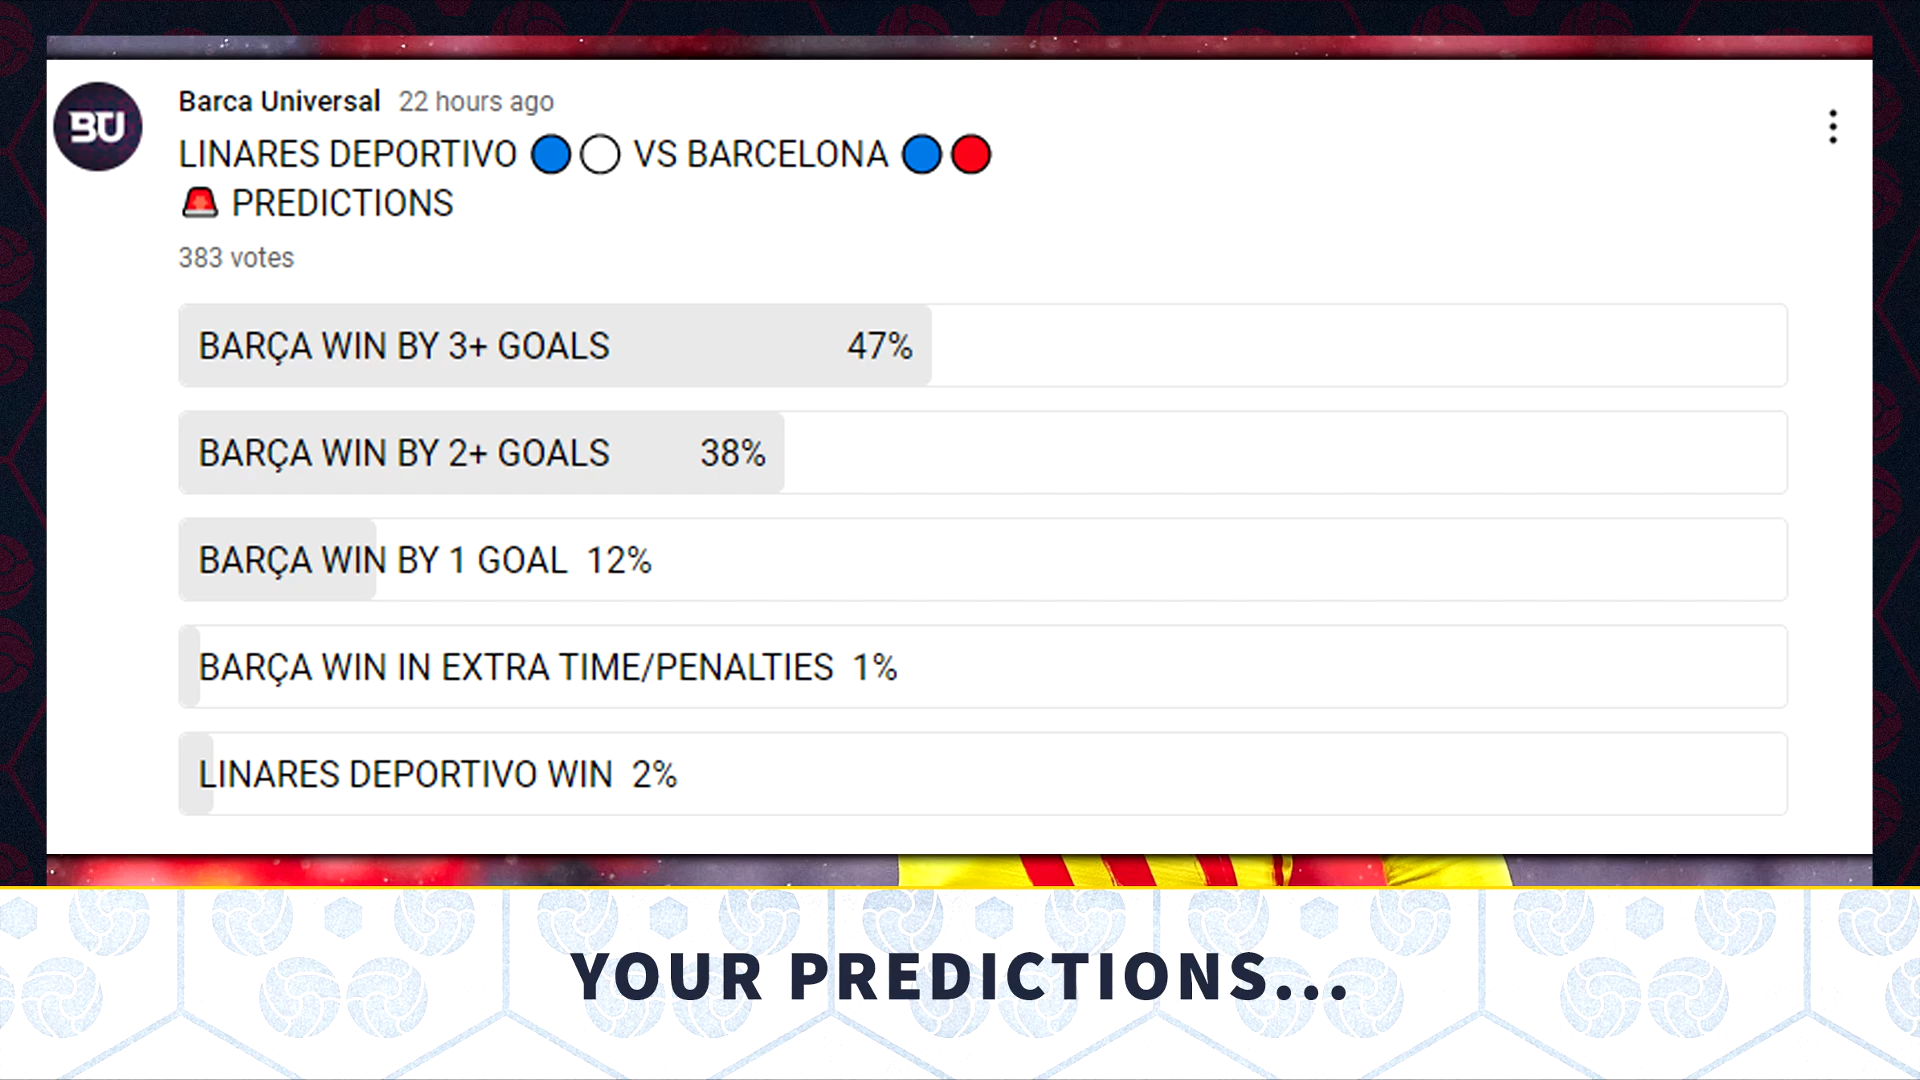 BU
Barca Universal 22 hours ago
LINARES DEPORTIVO 🔵⚪ VS BARCELONA 🔵🔴
🚨 PREDICTIONS
383 votes
BARÇA WIN BY 3+ GOALS 47%
BARÇA WIN BY 2+ GOALS 38%
BARÇA WIN BY 1 GOAL 12%
BARÇA WIN IN EXTRA TIME/PENALTIES 1%
LINARES DEPORTIVO WIN 2%
YOUR PREDICTIONS...